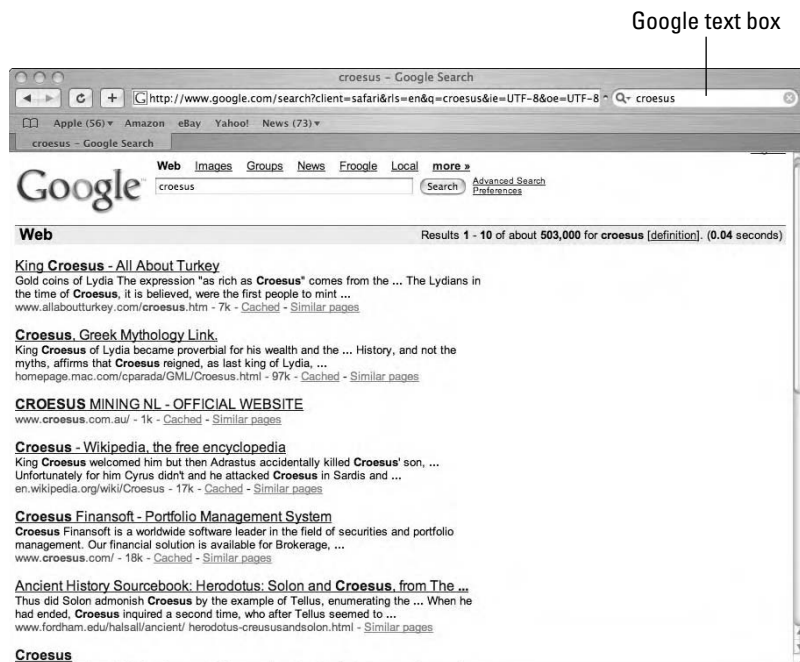 Google text box
croesus – Google Search
http://www.google.com/search?client=safari&rls=en&q=croesus&ie=UTF-8&oe=UTF-8 croesus
Apple (56) Amazon eBay Yahoo! News (73)
croesus – Google Search
Web Images Groups News Froogle Local more »
Google™ croesus Search Advanced Search
Preferences
Web Results 1 - 10 of about 503,000 for croesus [definition]. (0.04 seconds)
King Croesus - All About Turkey
Gold coins of Lydia The expression "as rich as Croesus" comes from the ... The Lydians in
the time of Croesus, it is believed, were the first people to mint ...
www.allaboutturkey.com/croesus.htm - 7k - Cached - Similar pages
Croesus, Greek Mythology Link.
King Croesus of Lydia became proverbial for his wealth and the ... History, and not the
myths, affirms that Croesus reigned, as last king of Lydia, ...
homepage.mac.com/cparada/GML/Croesus.html - 97k - Cached - Similar pages
CROESUS MINING NL - OFFICIAL WEBSITE
www.croesus.com.au/ - 1k - Cached - Similar pages
Croesus - Wikipedia, the free encyclopedia
King Croesus welcomed him but then Adrastus accidentally killed Croesus' son, ...
Unfortunately for him Cyrus didn't and he attacked Croesus in Sardis and ...
en.wikipedia.org/wiki/Croesus - 17k - Cached - Similar pages
Croesus Finansoft - Portfolio Management System
Croesus Finansoft is a worldwide software leader in the field of securities and portfolio
management. Our financial solution is available for Brokerage, ...
www.croesus.com/ - 18k - Cached - Similar pages
Ancient History Sourcebook: Herodotus: Solon and Croesus, from The ...
Thus did Solon admonish Croesus by the example of Tellus, enumerating the ... When he
had ended, Croesus inquired a second time, who after Tellus seemed to ...
www.fordham.edu/halsall/ancient/ herodotus-creususandsolon.html - Similar pages
Croesus